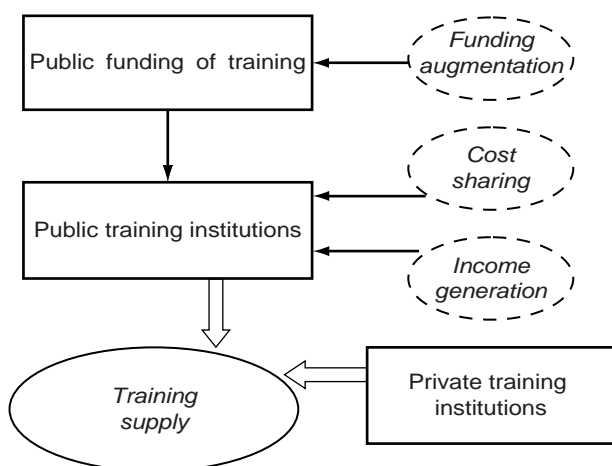 Public funding of training
Funding
augmentation
Cost
sharing
Public training institutions
Income
generation
Training
supply
Private training
institutions